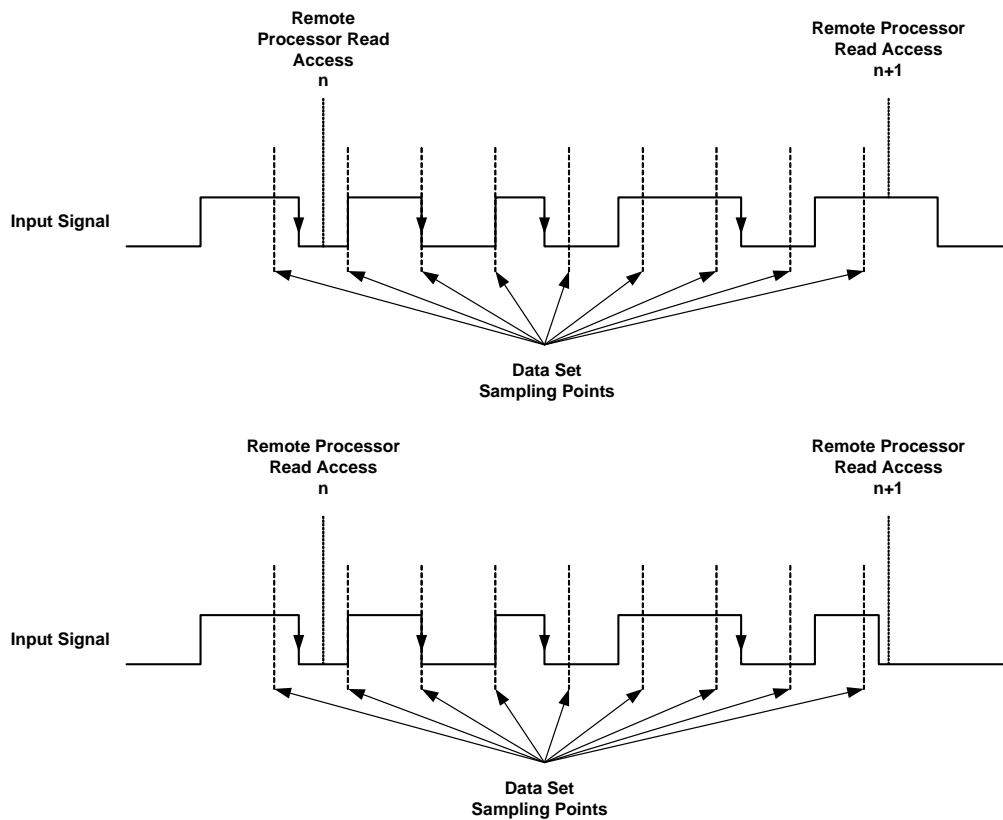 Remote
Processor Read
Access
n
Remote Processor
Read Access
n+1
Input Signal
Data Set
Sampling Points
Remote Processor
Read Access
n
Remote Processor
Read Access
n+1
Input Signal
Data Set
Sampling Points